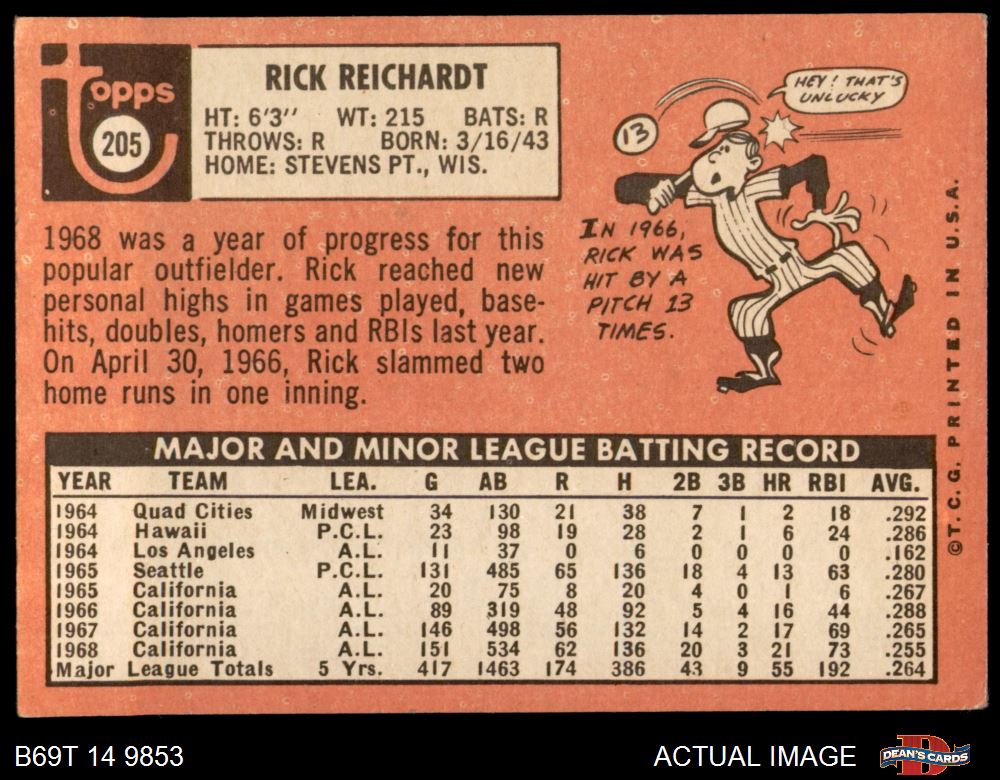 topps
205
RICK REICHARDT
HT: 6'3" WT: 215 BATS: R
THROWS: R BORN: 3/16/43
HOME: STEVENS PT., WIS.
1968 was a year of progress for this
popular outfielder. Rick reached new
personal highs in games played, base-
hits, doubles, homers and RBIs last year.
On April 30, 1966, Rick slammed two
home runs in one inning.
13
HEY! THAT'S
UNLUCKY
IN 1966,
RICK WAS
HIT BY A
PITCH 13
TIMES.
©T.C.G. PRINTED IN U.S.A.
MAJOR AND MINOR LEAGUE BATTING RECORD
YEAR TEAM LEA. G AB R H 2B 3B HR RBI AVG.
1964 Quad Cities Midwest 34 130 21 38 7 1 2 18 .292
1964 Hawaii P.C.L. 23 98 19 28 2 1 6 24 .286
1964 Los Angeles A.L. 11 37 0 6 0 0 0 0 .162
1965 Seattle P.C.L. 131 485 65 136 18 4 13 63 .280
1965 California A.L. 20 75 8 20 4 0 1 6 .267
1966 California A.L. 89 319 48 92 5 4 16 44 .288
1967 California A.L. 146 498 56 132 14 2 17 69 .265
1968 California A.L. 151 534 62 136 20 3 21 73 .255
Major League Totals 5 Yrs. 417 1463 174 386 43 9 55 192 .264
B69T 14 9853
ACTUAL IMAGE
DEAN'S CARDS